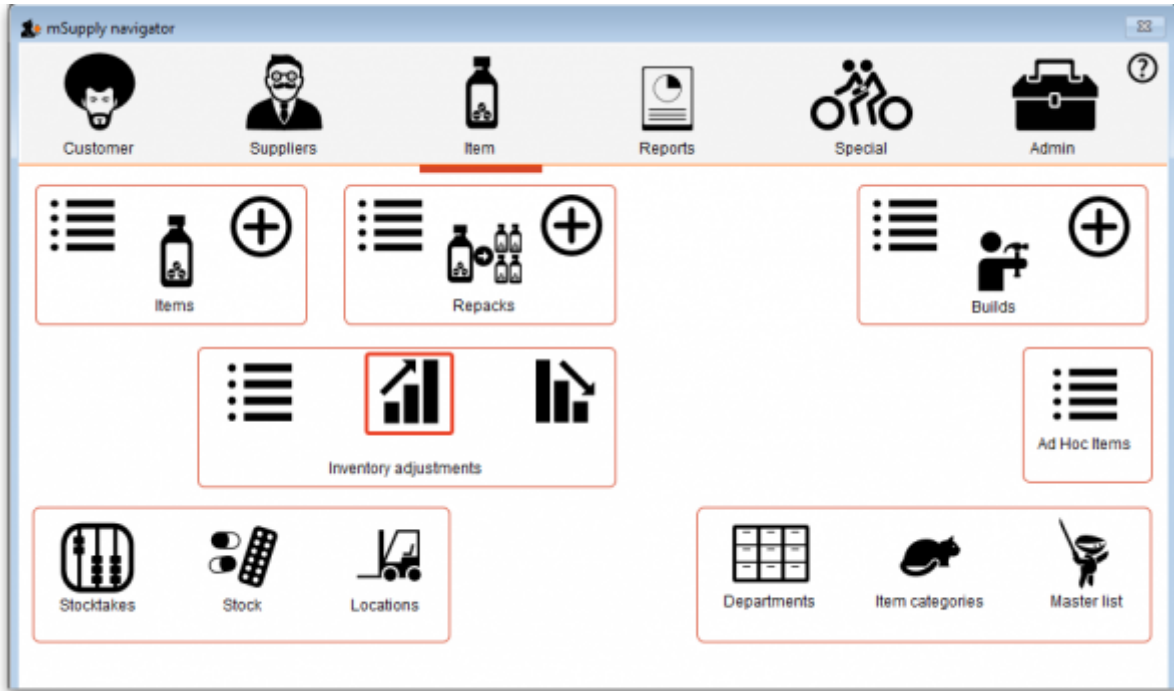 mSupply navigator
Customer
Suppliers
Item
Reports
Special
Admin
?
Items
Repacks
Builds
Inventory adjustments
Ad Hoc Items
Stocktakes
Stock
Locations
Departments
Item categories
Master list